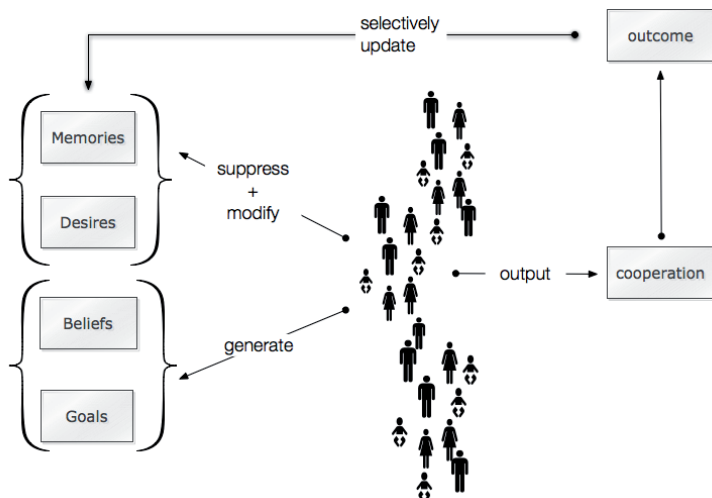 selectively
update
outcome
Memories
suppress
+
modify
Desires
output
cooperation
Beliefs
generate
Goals